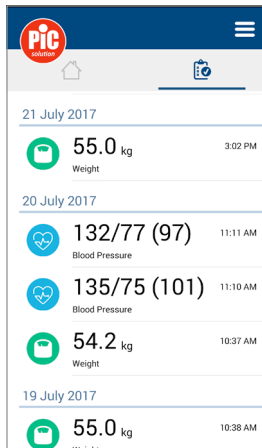 PiC
solution
21 July 2017
55.0 kg 3:02 PM
Weight
20 July 2017
132/77 (97) 11:11 AM
Blood Pressure
135/75 (101) 11:10 AM
Blood Pressure
54.2 kg 10:37 AM
Weight
19 July 2017
55.0 kg 10:38 AM